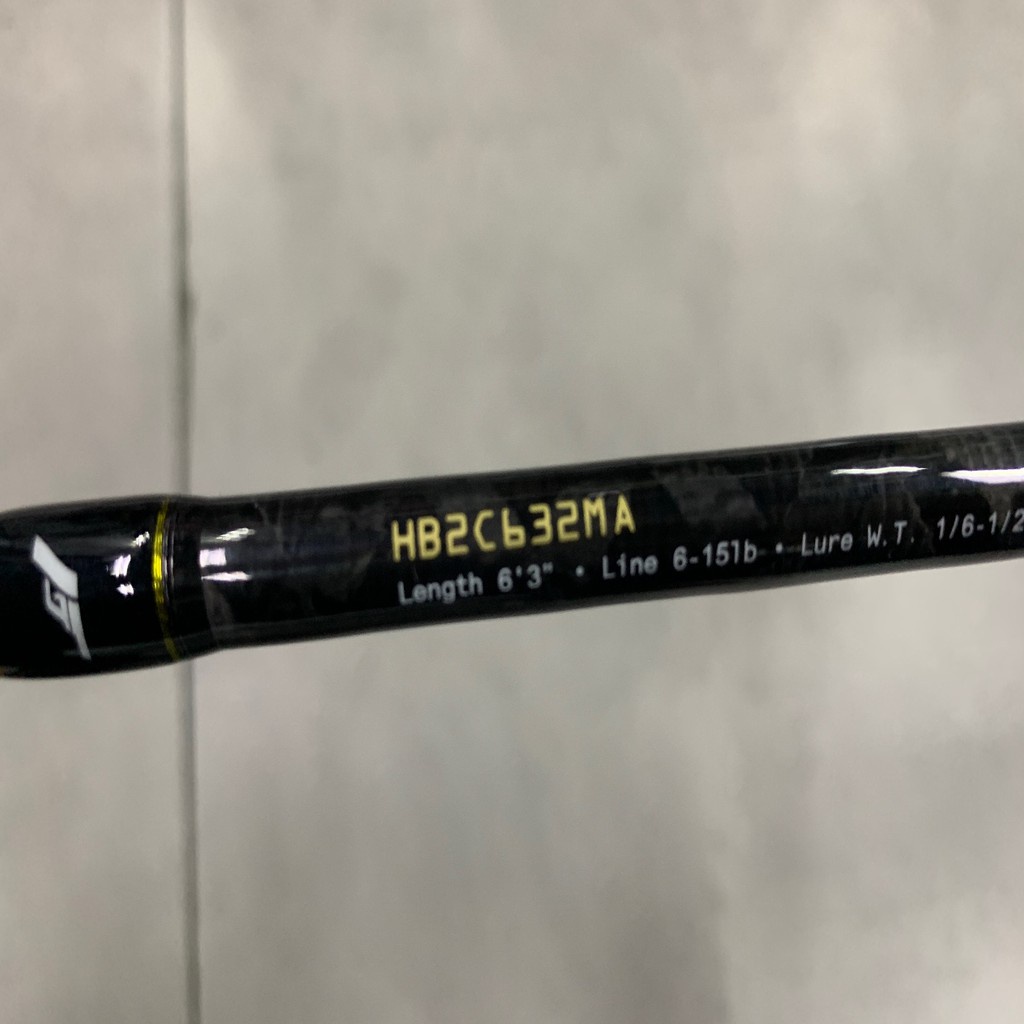 HB2C632MA
Length 6'3" • Line 6-15lb • Lure W.T. 1/6-1/2